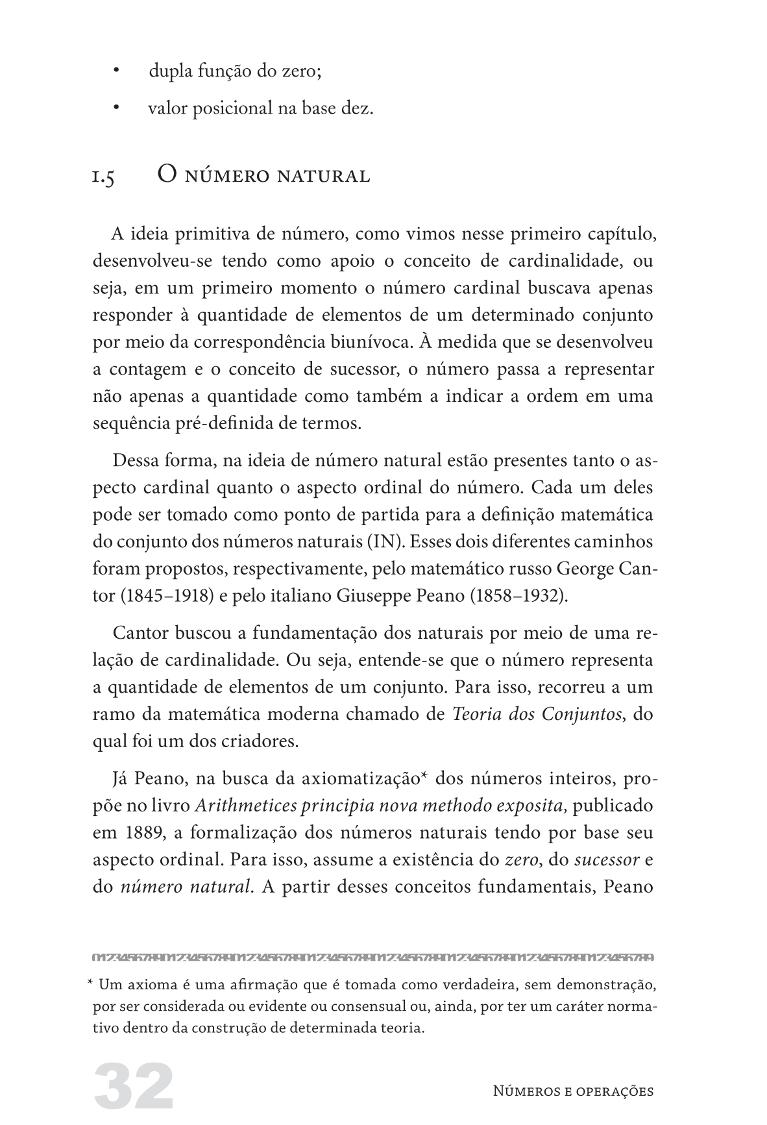 • dupla função do zero;
• valor posicional na base dez.
1.5 O número natural
A ideia primitiva de número, como vimos nesse primeiro capítulo,
desenvolveu-se tendo como apoio o conceito de cardinalidade, ou
seja, em um primeiro momento o número cardinal buscava apenas
responder à quantidade de elementos de um determinado conjunto
por meio da correspondência biunívoca. À medida que se desenvolveu
a contagem e o conceito de sucessor, o número passa a representar
não apenas a quantidade como também a indicar a ordem em uma
sequência pré-definida de termos.
Dessa forma, na ideia de número natural estão presentes tanto o as-
pecto cardinal quanto o aspecto ordinal do número. Cada um deles
pode ser tomado como ponto de partida para a definição matemática
do conjunto dos números naturais (IN). Esses dois diferentes caminhos
foram propostos, respectivamente, pelo matemático russo George Can-
tor (1845–1918) e pelo italiano Giuseppe Peano (1858–1932).
Cantor buscou a fundamentação dos naturais por meio de uma re-
lação de cardinalidade. Ou seja, entende-se que o número representa
a quantidade de elementos de um conjunto. Para isso, recorreu a um
ramo da matemática moderna chamado de Teoria dos Conjuntos, do
qual foi um dos criadores.
Já Peano, na busca da axiomatização* dos números inteiros, pro-
põe no livro Arithmetices principia nova methodo exposita, publicado
em 1889, a formalização dos números naturais tendo por base seu
aspecto ordinal. Para isso, assume a existência do zero, do sucessor e
do número natural. A partir desses conceitos fundamentais, Peano
01234567890123456789012345678901234567890123456789012345678901234567890123456789
* Um axioma é uma afirmação que é tomada como verdadeira, sem demonstração,
por ser considerada ou evidente ou consensual ou, ainda, por ter um caráter norma-
tivo dentro da construção de determinada teoria.
32 Números e operações